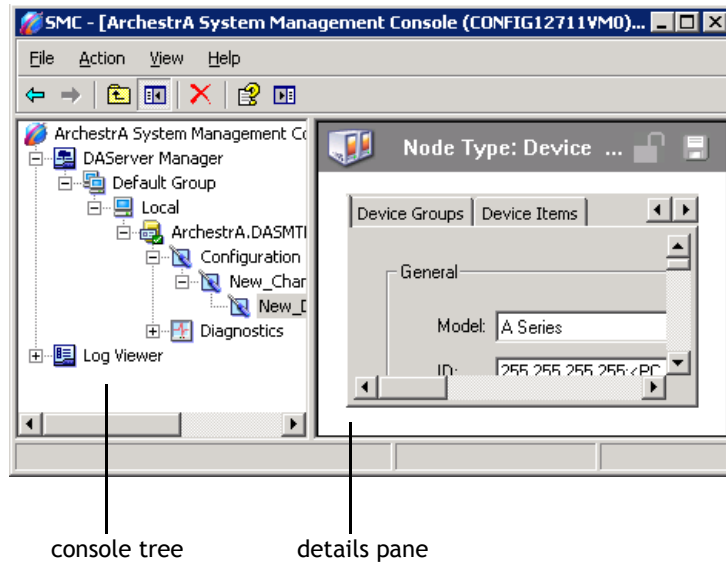 SMC - [ArchestrA System Management Console (CONFIG12711VM0)...
File Action View Help
ArchestrA System Management Co
DAServer Manager
Default Group
Local
ArchestrA.DASMTI
Configuration
New_Char
New_D
Diagnostics
Log Viewer
Node Type: Device ...
Device Groups Device Items
General
Model: A Series
ID: 255.255.255.255:<PC
console tree details pane